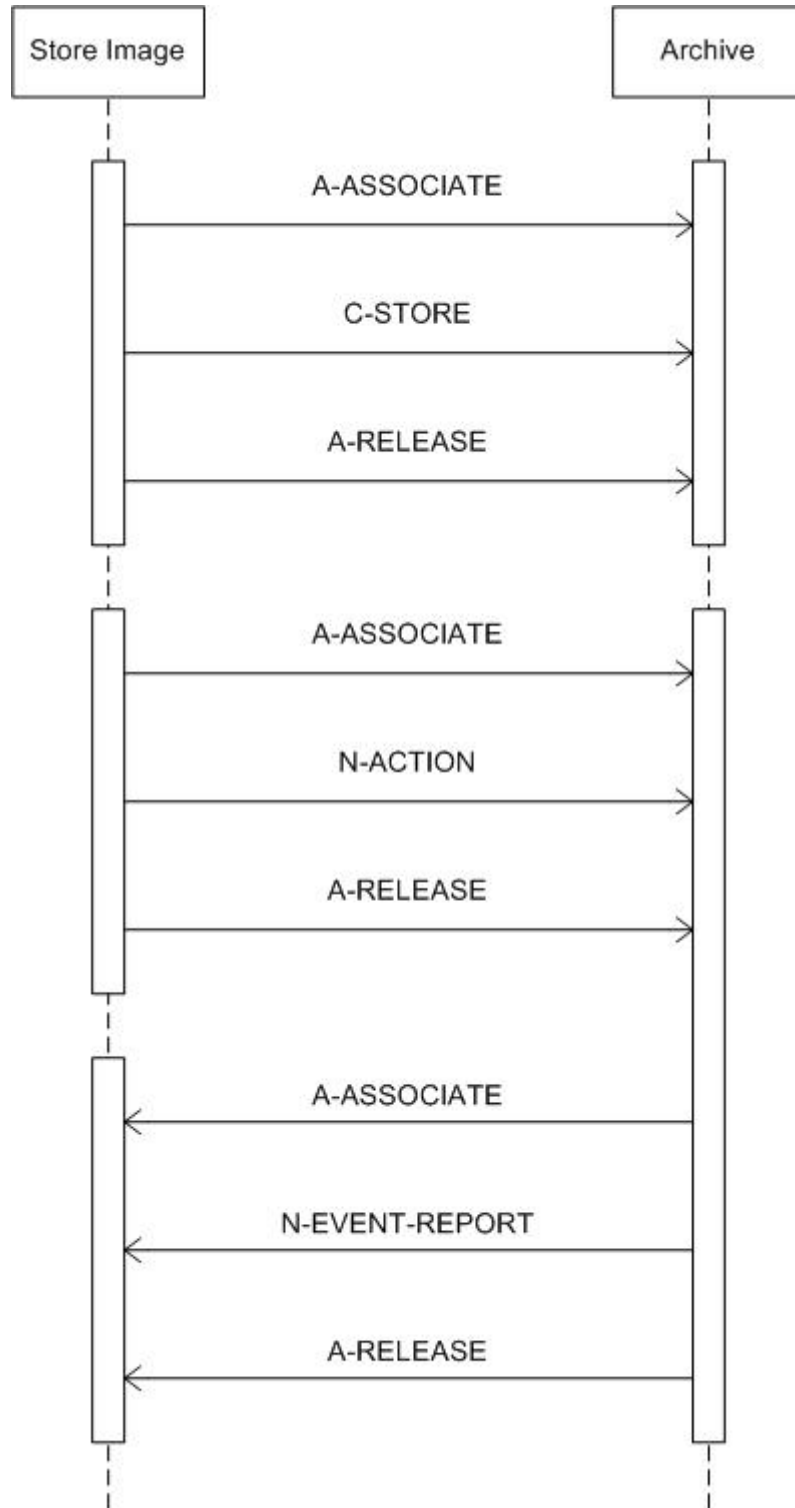 Store Image
Archive
A-ASSOCIATE
C-STORE
A-RELEASE
A-ASSOCIATE
N-ACTION
A-RELEASE
A-ASSOCIATE
N-EVENT-REPORT
A-RELEASE